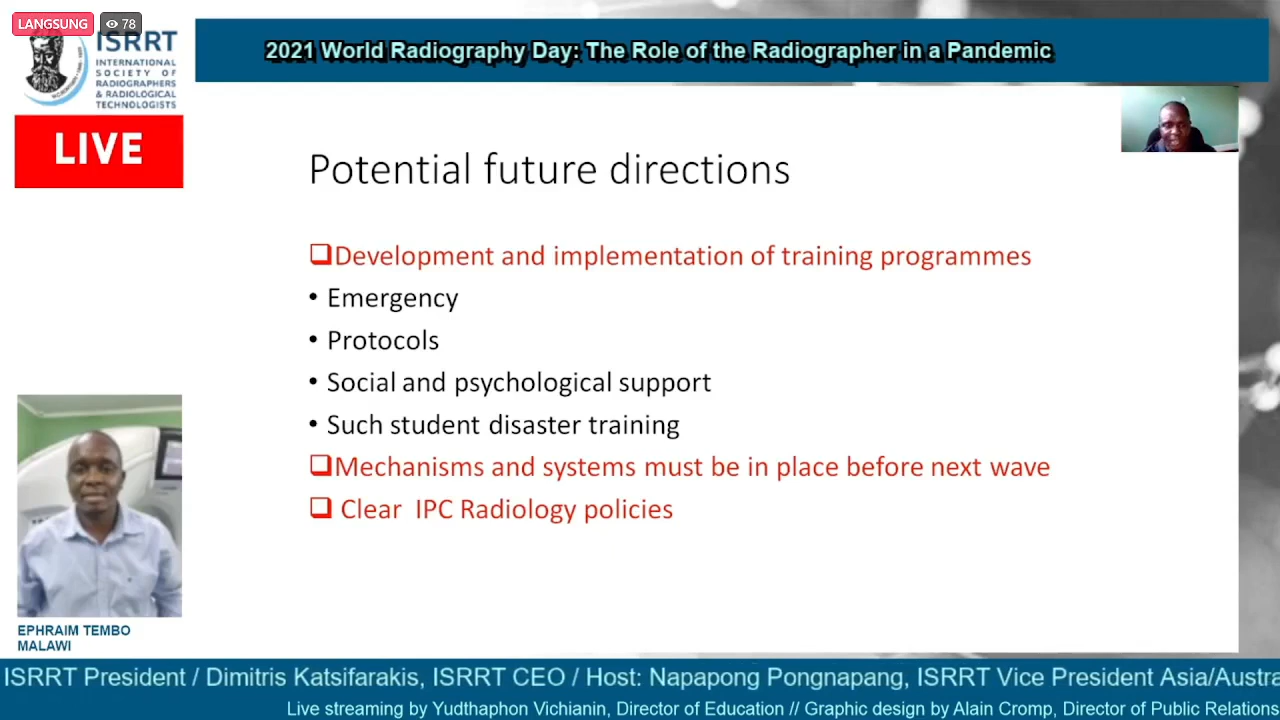 LANGSUNG 78
ISRRT
INTERNATIONAL
SOCIETY OF
RADIOGRAPHERS
& RADIOLOGICAL
TECHNOLOGISTS
2021 World Radiography Day: The Role of the Radiographer in a Pandemic
LIVE
Potential future directions
❑Development and implementation of training programmes
• Emergency
• Protocols
• Social and psychological support
• Such student disaster training
❑Mechanisms and systems must be in place before next wave
❑ Clear IPC Radiology policies
EPHRAIM TEMBO
MALAWI
ISRRT President / Dimitris Katsifarakis, ISRRT CEO / Host: Napapong Pongnapang, ISRRT Vice President Asia/Austra
Live streaming by Yudthaphon Vichianin, Director of Education // Graphic design by Alain Cromp, Director of Public Relations